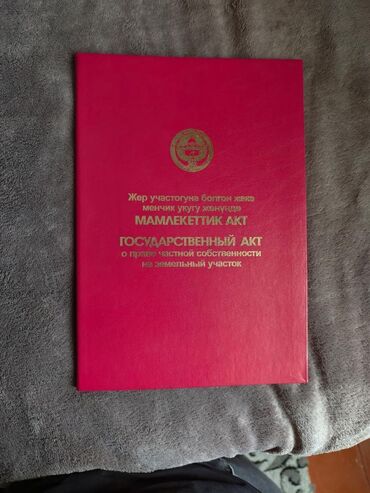 Жер участогуна болгон жеке
менчик укугу жөнүндө
МАМЛЕКЕТТИК АКТ
ГОСУДАРСТВЕННЫЙ АКТ
о праве частной собственности
на земельный участок